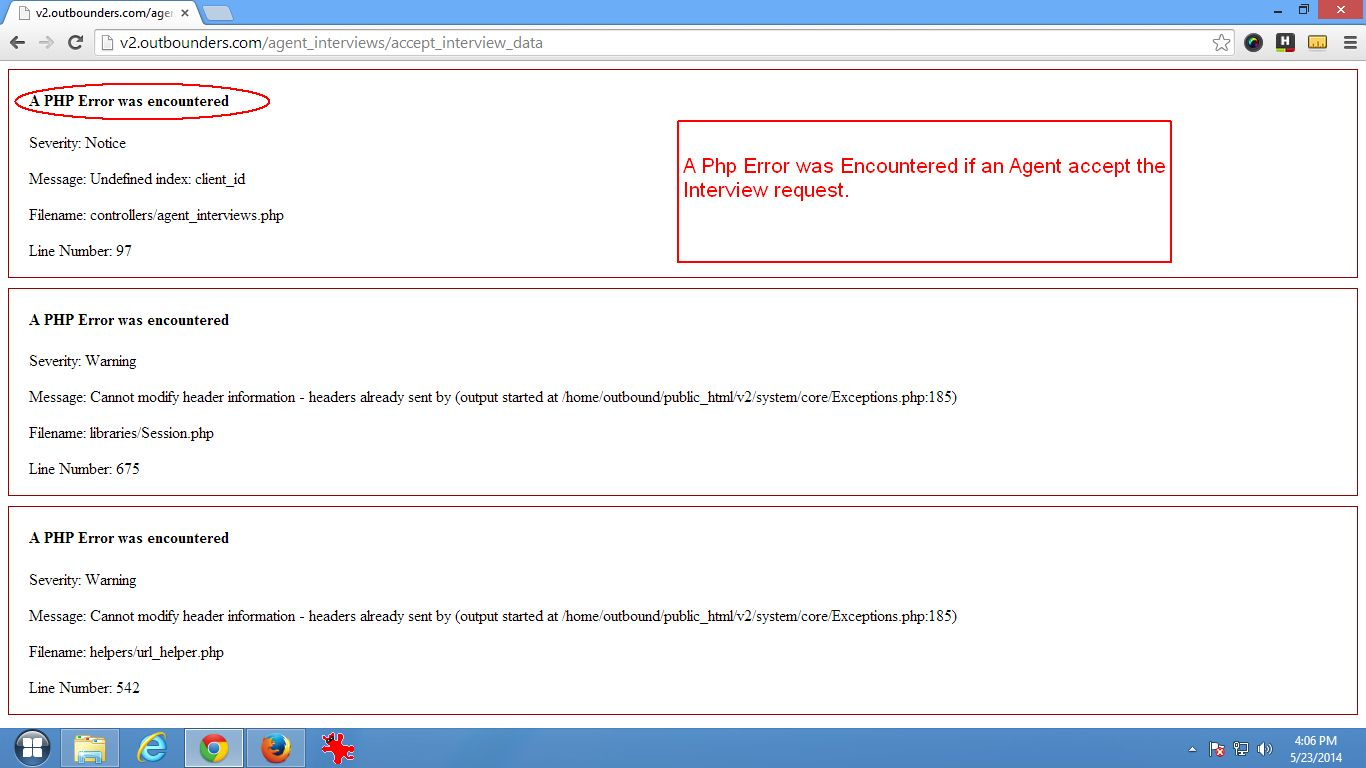 v2.outbounders.com/age
v2.outbounders.com/agent_interviews/accept_interview_data
H
A PHP Error was encountered
Severity: Notice
Message: Undefined index: client_id
Filename: controllers/agent_interviews.php
Line Number: 97
A Php Error was Encountered if an Agent accept the
Interview request.
A PHP Error was encountered
Severity: Warning
Message: Cannot modify header information - headers already sent by (output started at /home/outbound/public_html/v2/system/core/Exceptions.php:185)
Filename: libraries/Session.php
Line Number: 675
A PHP Error was encountered
Severity: Warning
Message: Cannot modify header information - headers already sent by (output started at /home/outbound/public_html/v2/system/core/Exceptions.php:185)
Filename: helpers/url_helper.php
Line Number: 542
4:06 PM
5/23/2014